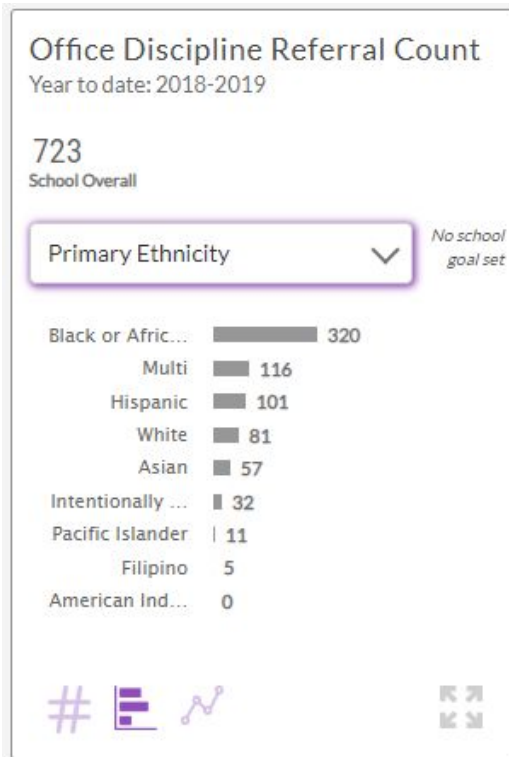 Office Discipline Referral Count
Year to date: 2018-2019
723
School Overall
Primary Ethnicity
No school
goal set
Black or Afric... 320
Multi 116
Hispanic 101
White 81
Asian 57
Intentionally ... 32
Pacific Islander 11
Filipino 5
American Ind... 0
#